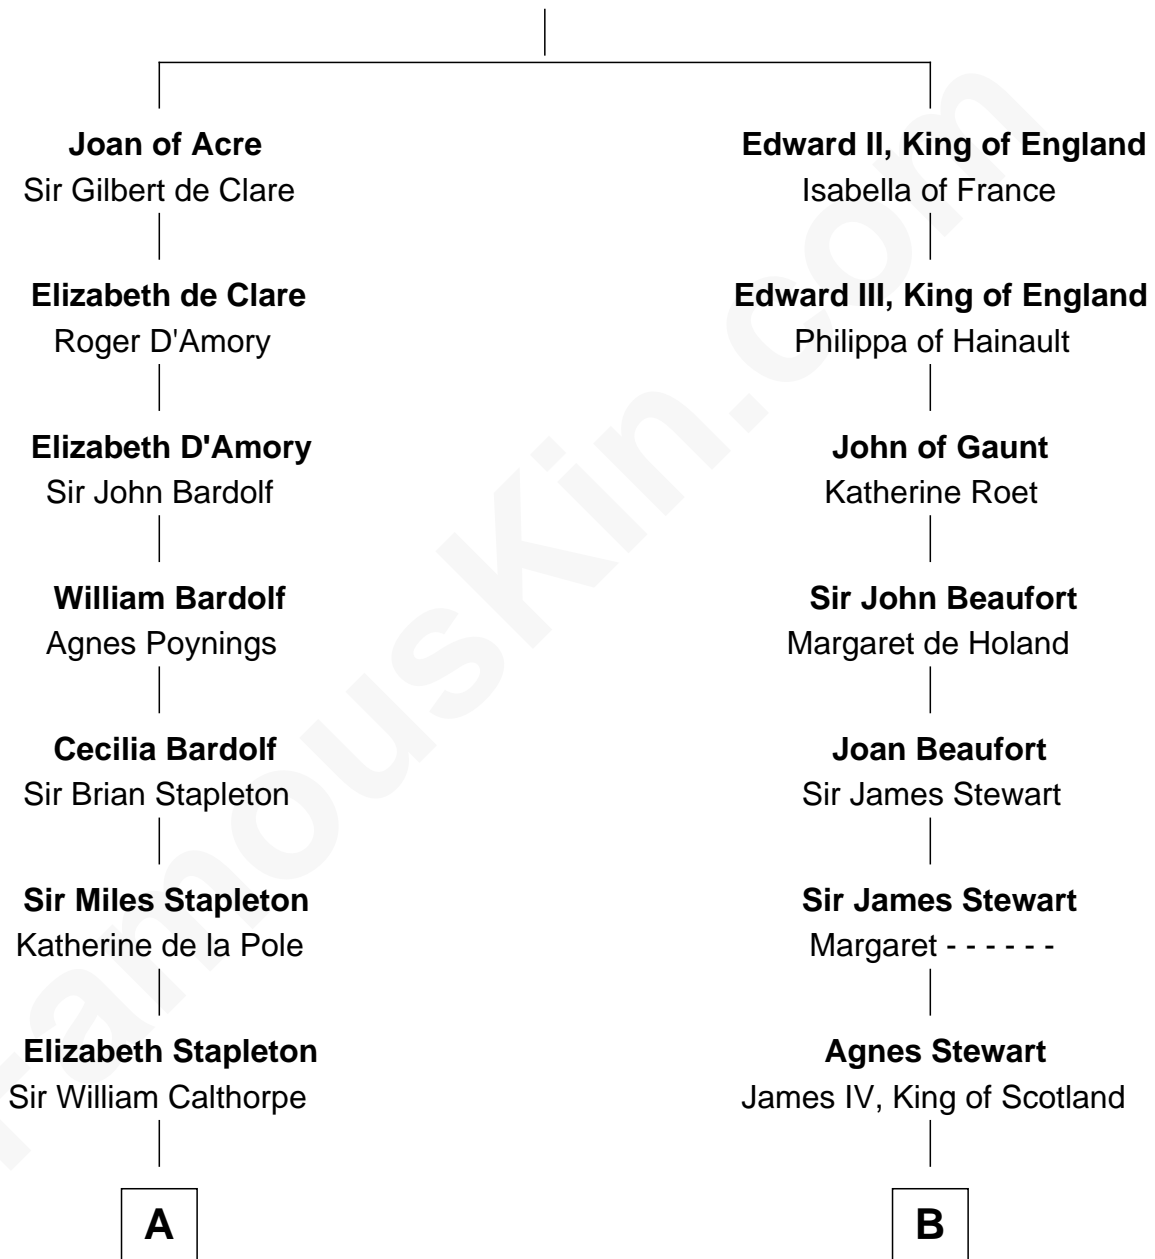 Joan of Acre
Sir Gilbert de Clare
Elizabeth de Clare
Roger D'Amory
Elizabeth D'Amory
Sir John Bardolf
William Bardolf
Agnes Poynings
Cecilia Bardolf
Sir Brian Stapleton
Sir Miles Stapleton
Katherine de la Pole
Elizabeth Stapleton
Sir William Calthorpe
A
Edward II, King of England
Isabella of France
Edward III, King of England
Philippa of Hainault
John of Gaunt
Katherine Roet
Sir John Beaufort
Margaret de Holand
Joan Beaufort
Sir James Stewart
Sir James Stewart
Margaret - - - - - -
Agnes Stewart
James IV, King of Scotland
B
FamousKin.com